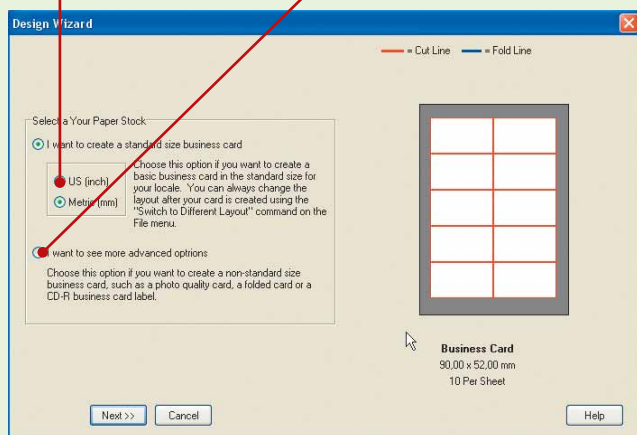 Design Wizard
= Cut Line = Fold Line
Select a Your Paper Stock
I want to create a standard size business card
US (inch)
Metric (mm)
Choose this option if you want to create a
basic business card in the standard size for
your locale. You can always change the
layout after your card is created using the
"Switch to Different Layout" command on the
File menu.
I want to see more advanced optrions
Choose this option if you want to create a non-standard size
business card, such as a photo quality card, a folded card or a
CD-R business card label.
Business Card
90,00 x 52,00 mm
10 Per Sheet
Next >>
Cancel
Help